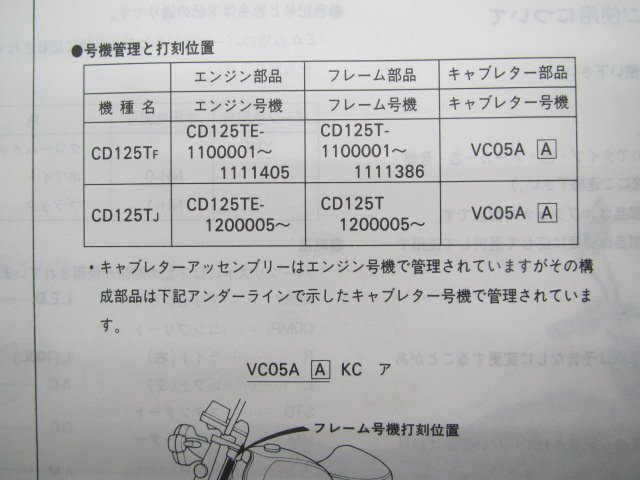 ●号機管理と打刻位置
エンジン部品 フレーム部品 キャブレター部品
機種名 エンジン号機 フレーム号機 キャブレター号機
CD125TF CD125TE- CD125T- VC05A A
1100001～ 1100001～
1111405 1111386
CD125TJ CD125TE- CD125T VC05A A
1200005～ 1200005～
・キャブレターアッセンブリーはエンジン号機で管理されていますがその構
成部品は下記アンダーラインで示したキャブレター号機で管理されていま
す。
VC05A A KC ア
フレーム号機打刻位置